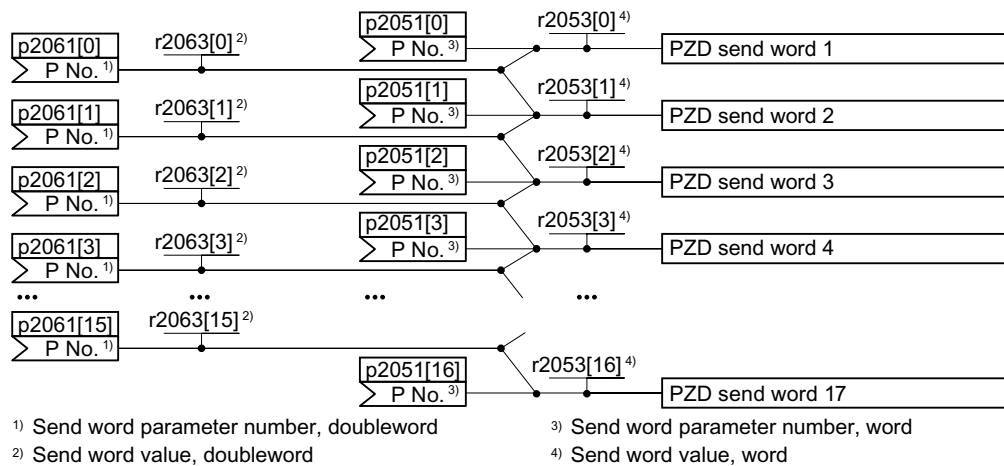 p2051[0] r2053[0] 4)
p2061[0] r2063[0] 2) P No. 3) PZD send word 1
P No. 1)
p2051[1] r2053[1] 4)
p2061[1] r2063[1] 2) P No. 3) PZD send word 2
P No. 1)
p2051[2] r2053[2] 4)
p2061[2] r2063[2] 2) P No. 3) PZD send word 3
P No. 1)
p2051[3] r2053[3] 4)
p2061[3] r2063[3] 2) P No. 3) PZD send word 4
P No. 1)
... ... ... ...
p2061[15] r2063[15] 2)
P No. 1)
p2051[16] r2053[16] 4)
P No. 3) PZD send word 17
1) Send word parameter number, doubleword 3) Send word parameter number, word
2) Send word value, doubleword 4) Send word value, word